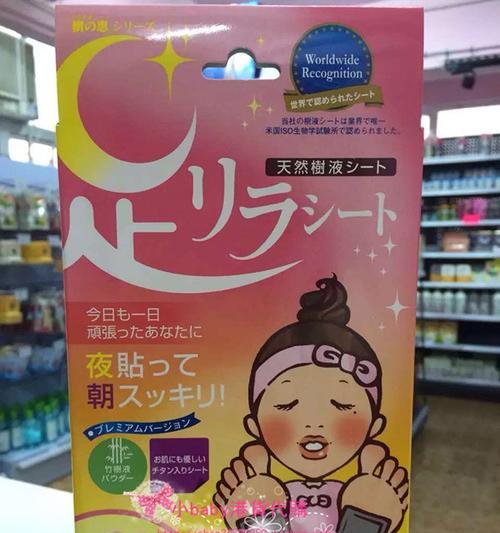 樹の恵シリーズ
Worldwide
Recognition
世界で認められたシート
当社の樹液シートは業界で唯一
米国ISO生物学試験所で認められました。
天然樹液シート
足リラシート
今日も一日
頑張ったあなたに
夜貼って
朝スッキリ!
プレミアムバージョン
竹樹液
パウダー
お肌にも優しい
チタン入りシート
小baby港貨代購